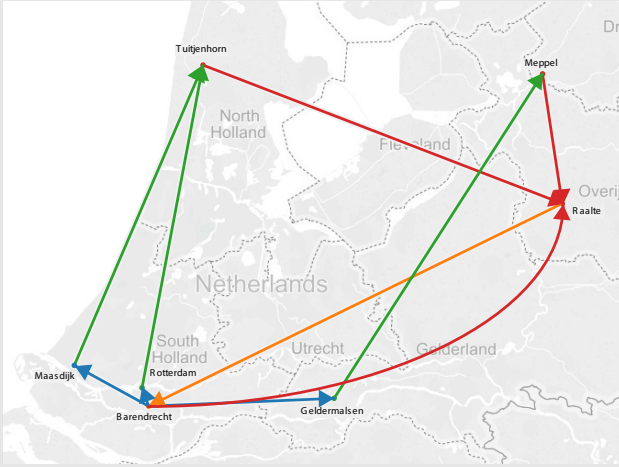 Tuitjenhorn
Dr
Meppel
North
Holland
Flevoland
Overij
Raalte
Netherlands
South
Holland
Utrecht
Gelderland
Rotterdam
Maasdijk
Barendrecht
Geldermalsen